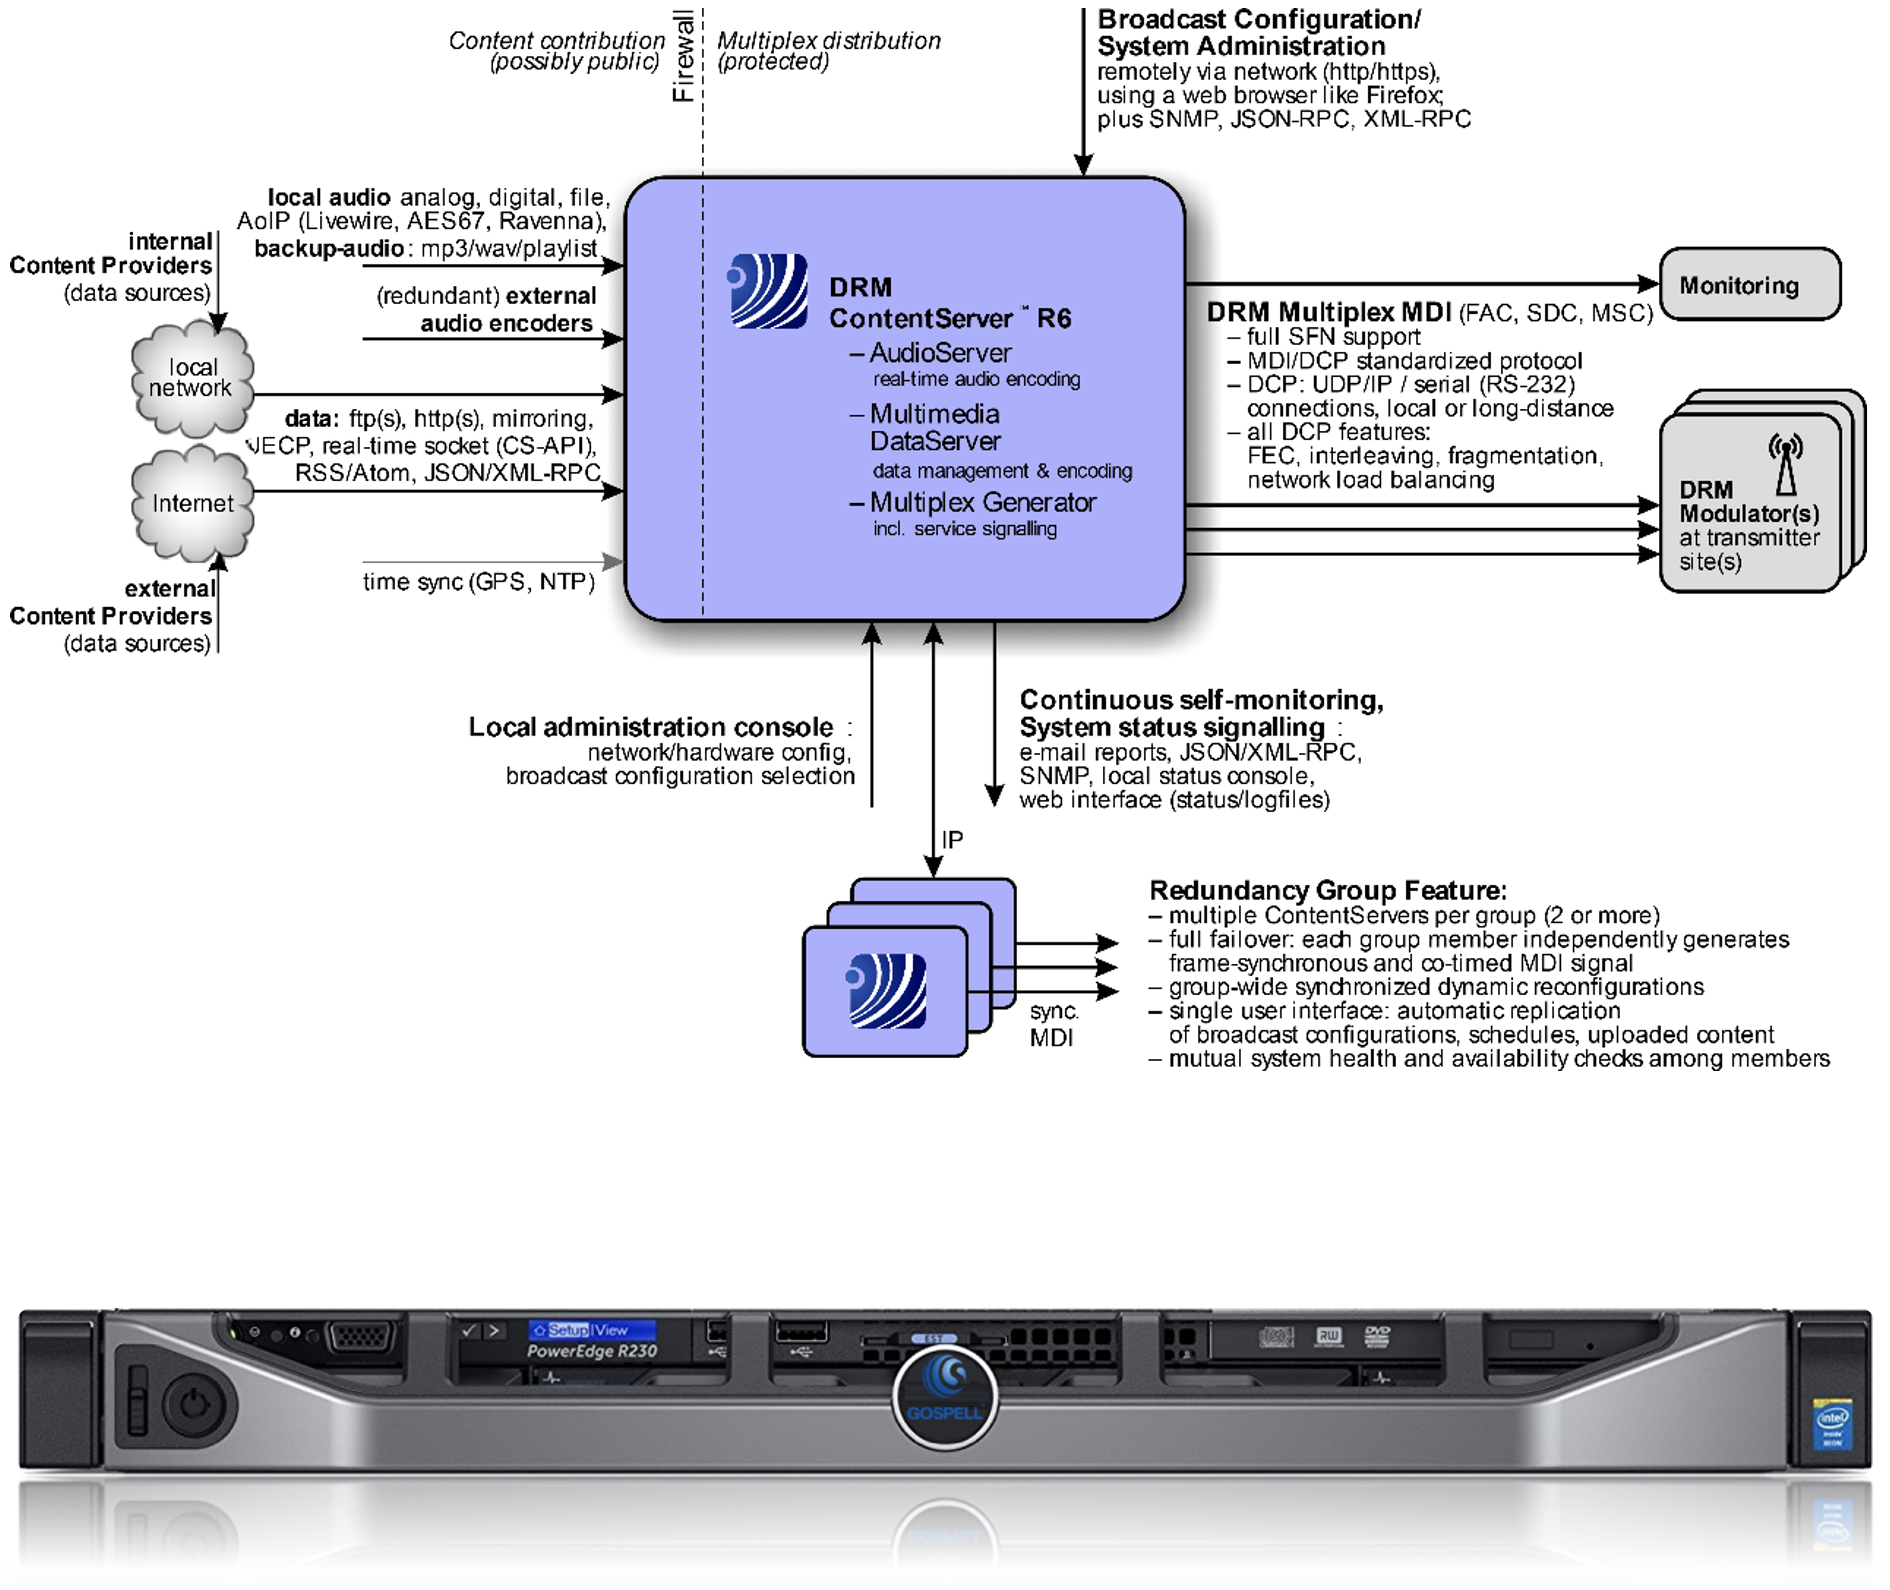 Content contribution
(possibly public)
Firewall
Multiplex distribution
(protected)
Broadcast Configuration/
System Administration
remotely via network (http/https),
using a web browser like Firefox;
plus SNMP, JSON-RPC, XML-RPC
local audio analog, digital, file,
AoIP (Livewire, AES67, Ravenna),
backup-audio: mp3/wav/playlist
internal
Content Providers
(data sources)
(redundant) external
audio encoders
local
network
data: ftp(s), http(s), mirroring,
JECP, real-time socket (CS-API),
RSS/Atom, JSON/XML-RPC
Internet
time sync (GPS, NTP)
external
Content Providers
(data sources)
DRM
ContentServer™ R6
– AudioServer
real-time audio encoding
– Multimedia
DataServer
data management & encoding
– Multiplex Generator
incl. service signalling
Monitoring
DRM Multiplex MDI (FAC, SDC, MSC)
– full SFN support
– MDI/DCP standardized protocol
– DCP: UDP/IP / serial (RS-232)
connections, local or long-distance
– all DCP features:
FEC, interleaving, fragmentation,
network load balancing
DRM
Modulator(s)
at transmitter
site(s)
Local administration console :
network/hardware config,
broadcast configuration selection
Continuous self-monitoring,
System status signalling :
e-mail reports, JSON/XML-RPC,
SNMP, local status console,
web interface (status/logfiles)
IP
sync.
MDI
Redundancy Group Feature:
– multiple ContentServers per group (2 or more)
– full failover: each group member independently generates
frame-synchronous and co-timed MDI signal
– group-wide synchronized dynamic reconfigurations
– single user interface: automatic replication
of broadcast configurations, schedules, uploaded content
– mutual system health and availability checks among members
Setup|View
PowerEdge R230
EST
RW
DVD
GOSPELL
intel
inside
XEON